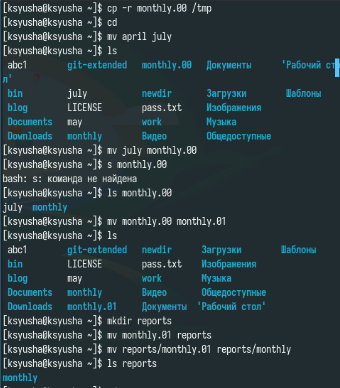 [ksyusha@ksyusha ~]$ cp -r monthly.00 /tmp
[ksyusha@ksyusha ~]$ cd
[ksyusha@ksyusha ~]$ mv april july
[ksyusha@ksyusha ~]$ ls
abc1 git-extended monthly.00 Документы 'Рабочий сто
л'
bin july newdir Загрузки Шаблоны
blog LICENSE pass.txt Изображения
Documents may work Музыка
Downloads monthly Видео Общедоступные
[ksyusha@ksyusha ~]$ mv july monthly.00
[ksyusha@ksyusha ~]$ s monthly.00
bash: s: команда не найдена
[ksyusha@ksyusha ~]$ ls monthly.00
july monthly
[ksyusha@ksyusha ~]$ mv monthly.00 monthly.01
[ksyusha@ksyusha ~]$ ls
abc1 git-extended newdir Загрузки Шаблоны
bin LICENSE pass.txt Изображения
blog may work Музыка
Documents monthly Видео Общедоступные
Downloads monthly.01 Документы 'Рабочий стол'
[ksyusha@ksyusha ~]$ mkdir reports
[ksyusha@ksyusha ~]$ mv monthly.01 reports
[ksyusha@ksyusha ~]$ mv reports/monthly.01 reports/monthly
[ksyusha@ksyusha ~]$ ls reports
monthly